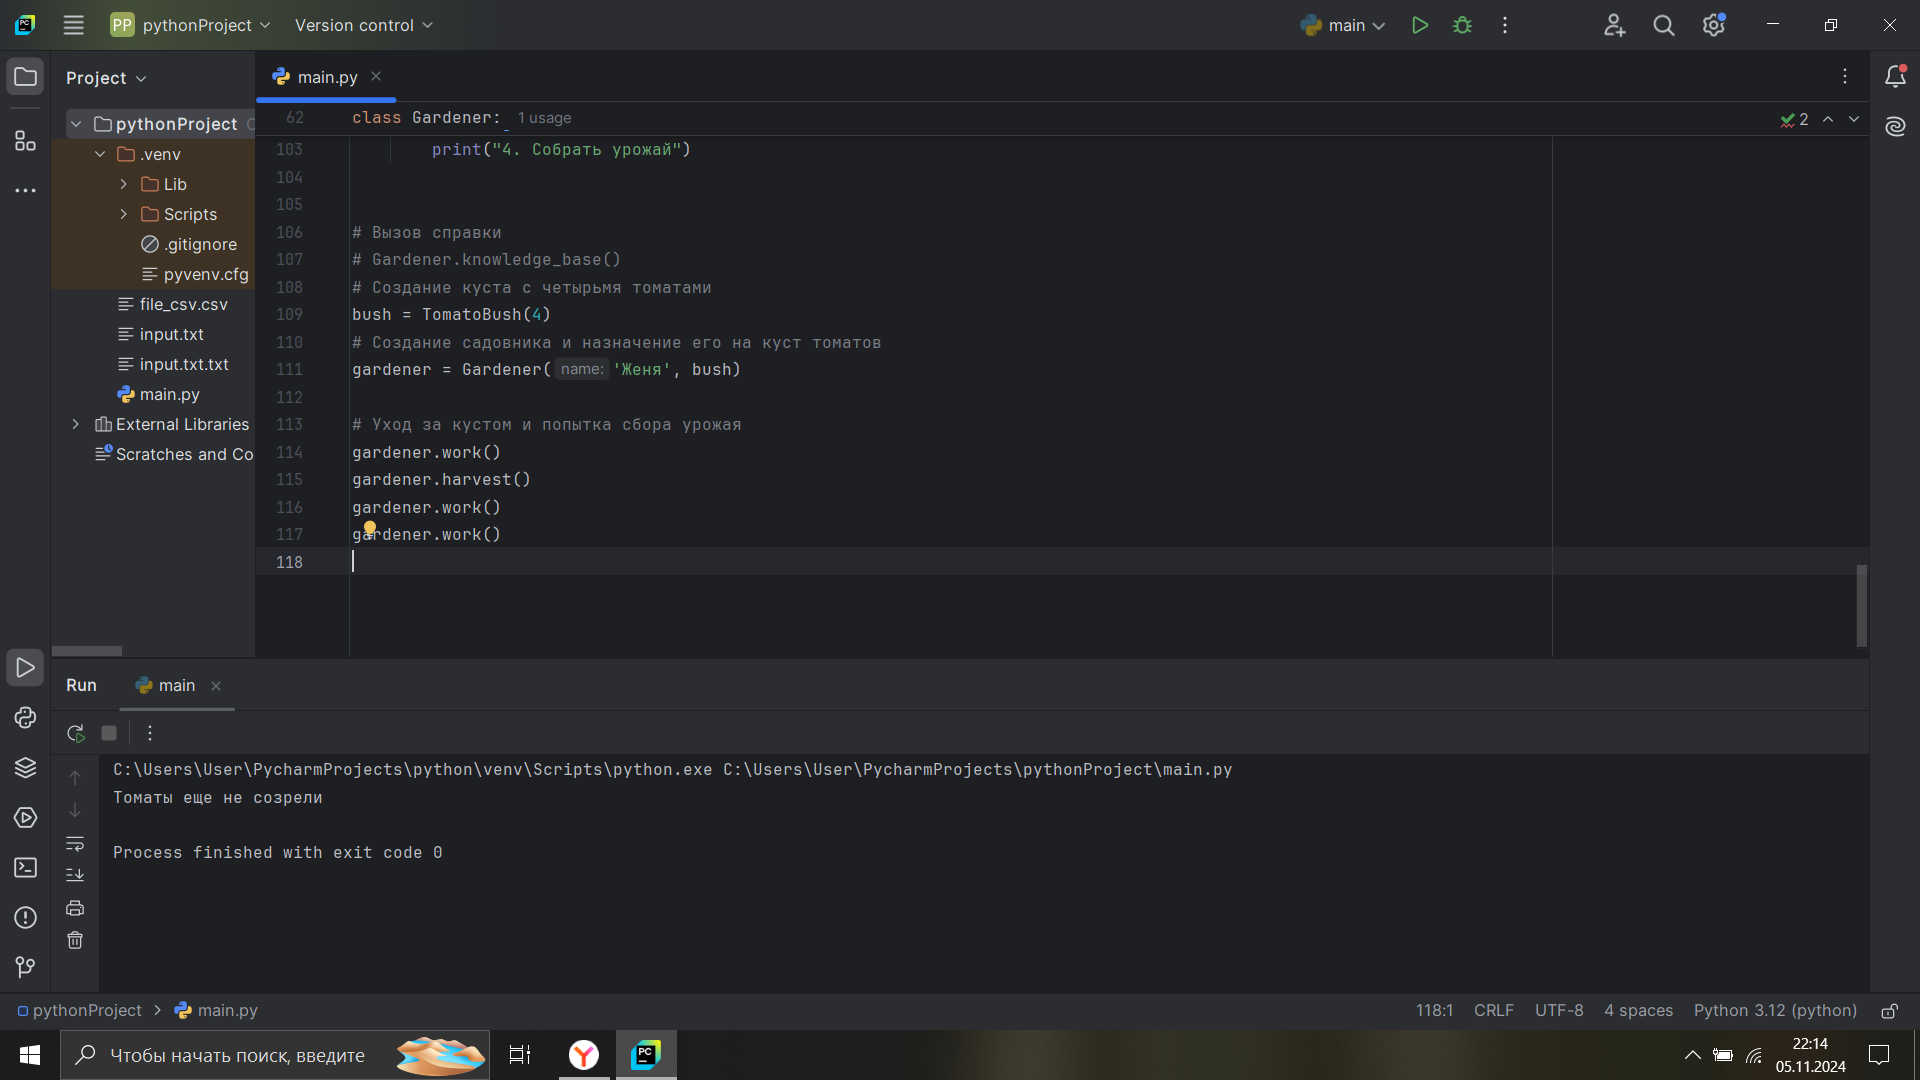 PP pythonProject Version control main
Project
main.py
pythonProject
.venv
Lib
Scripts
.gitignore
pyvenv.cfg
file_csv.csv
input.txt
input.txt.txt
main.py
External Libraries
Scratches and Co
62 class Gardener: 1 usage
2
103 print("4. Собрать урожай")
104
105
106 # Вызов справки
107 # Gardener.knowledge_base()
108 # Создание куста с четырьмя томатами
109 bush = TomatoBush(4)
110 # Создание садовника и назначение его на куст томатов
111 gardener = Gardener( name: 'Женя', bush)
112
113 # Уход за кустом и попытка сбора урожая
114 gardener.work()
115 gardener.harvest()
116 gardener.work()
117 gardener.work()
118
Run main
C:\Users\User\PycharmProjects\python\venv\Scripts\python.exe C:\Users\User\PycharmProjects\pythonProject\main.py
Томаты еще не созрели
Process finished with exit code 0
pythonProject > main.py
118:1 CRLF UTF-8 4 spaces Python 3.12 (python)
Чтобы начать поиск, введите
22:14
05.11.2024